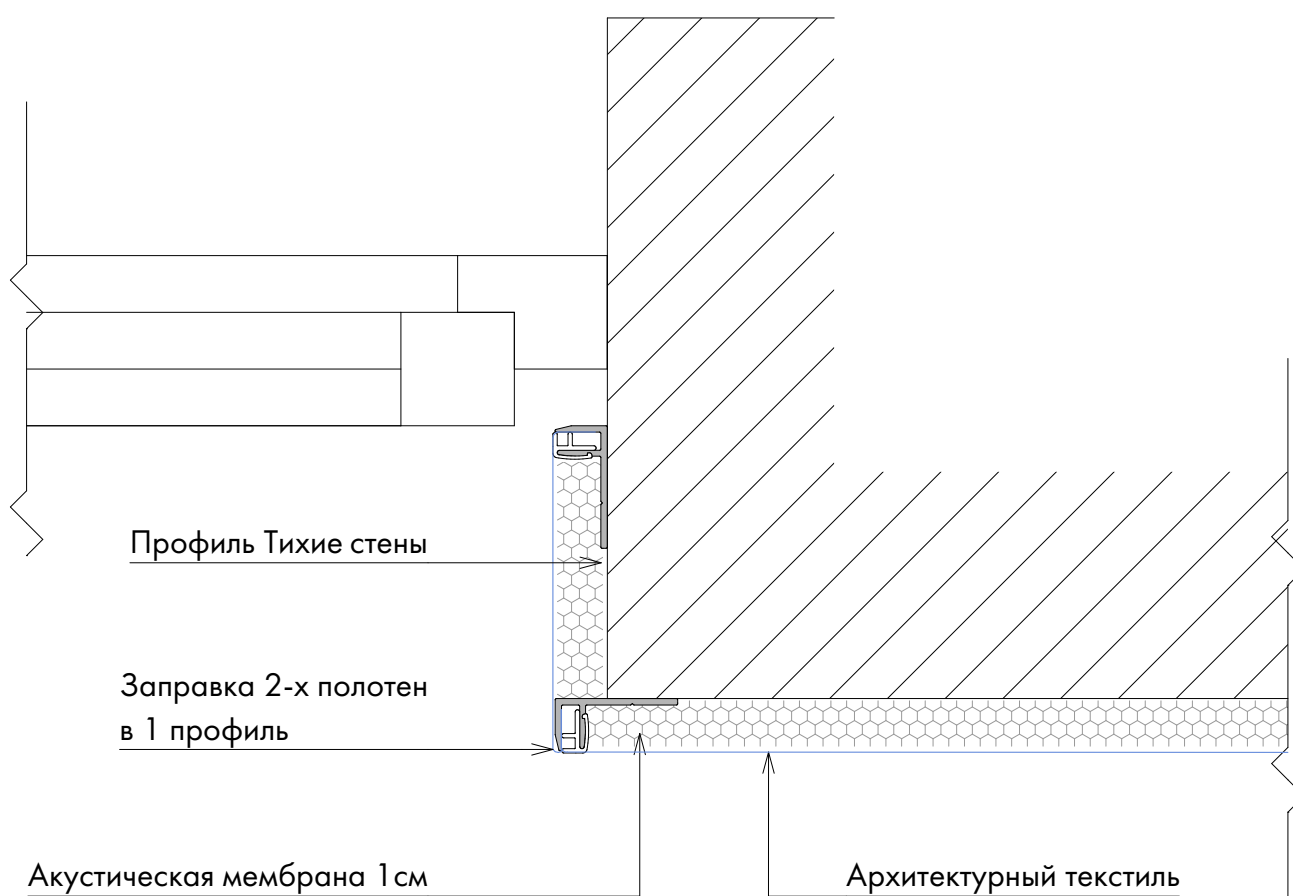 Профиль Тихие стены
Заправка 2-х полотен
в 1 профиль
Акустическая мембрана 1см
Архитектурный текстиль